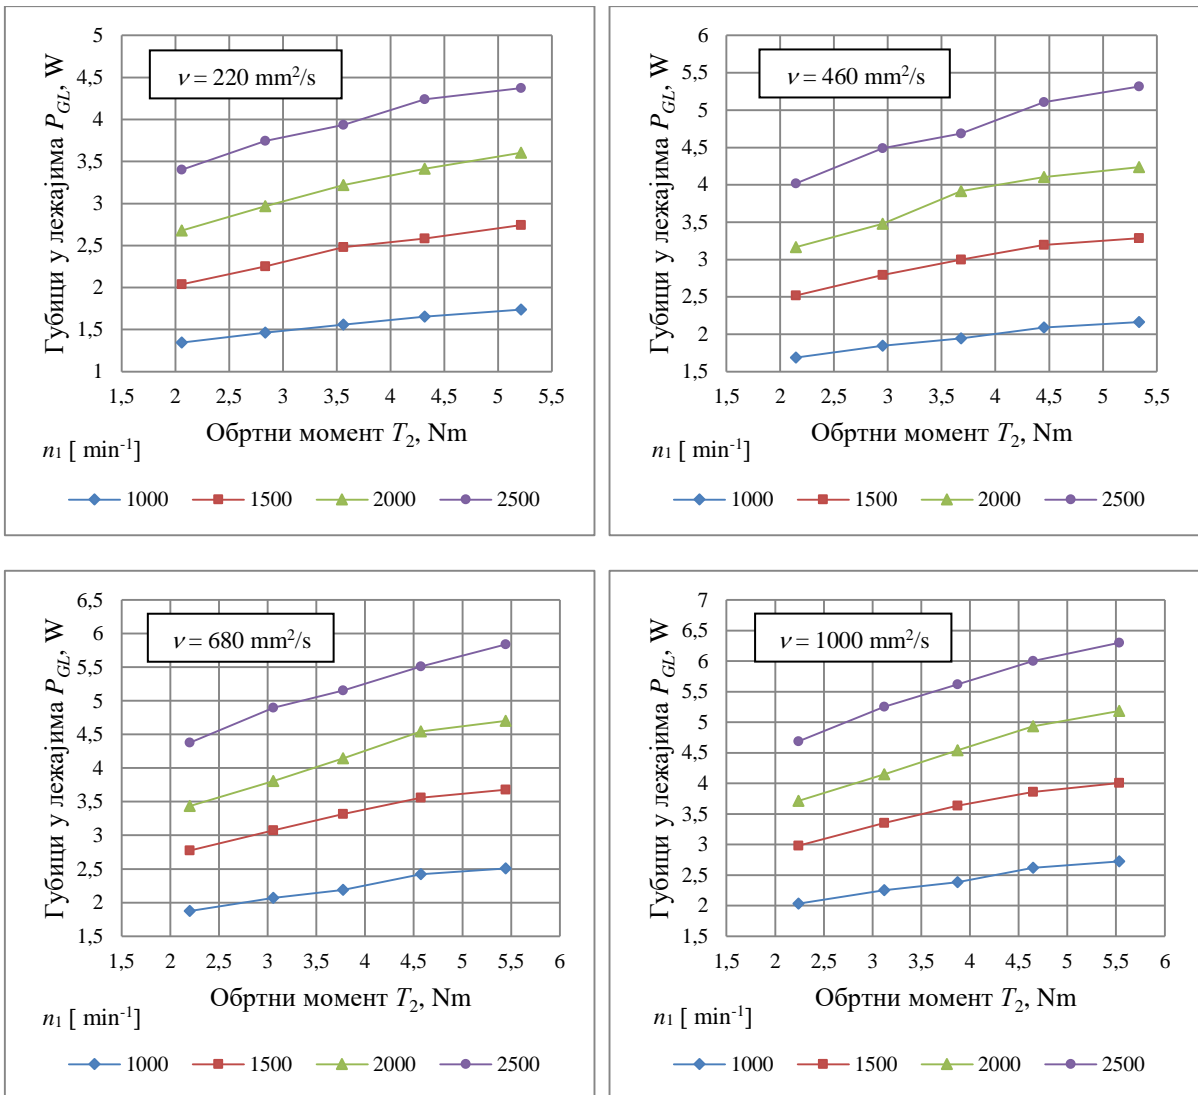 ν = 220 mm²/s
Губици у лежајима P_GL, W
5
4,5
4
3,5
3
2,5
2
1,5
1
1,5 2 2,5 3 3,5 4 4,5 5 5,5
Обртни момент T₂, Nm
n₁ [ min⁻¹]
1000 1500 2000 2500
ν = 460 mm²/s
Губици у лежајима P_GL, W
6
5,5
5
4,5
4
3,5
3
2,5
2
1,5
1,5 2 2,5 3 3,5 4 4,5 5 5,5
Обртни момент T₂, Nm
n₁ [ min⁻¹]
1000 1500 2000 2500
ν = 680 mm²/s
Губици у лежајима P_GL, W
6,5
6
5,5
5
4,5
4
3,5
3
2,5
2
1,5
1,5 2 2,5 3 3,5 4 4,5 5 5,5 6
Обртни момент T₂, Nm
n₁ [ min⁻¹]
1000 1500 2000 2500
ν = 1000 mm²/s
Губици у лежајима P_GL, W
7
6,5
6
5,5
5
4,5
4
3,5
3
2,5
2
1,5
1,5 2 2,5 3 3,5 4 4,5 5 5,5 6
Обртни момент T₂, Nm
n₁ [ min⁻¹]
1000 1500 2000 2500